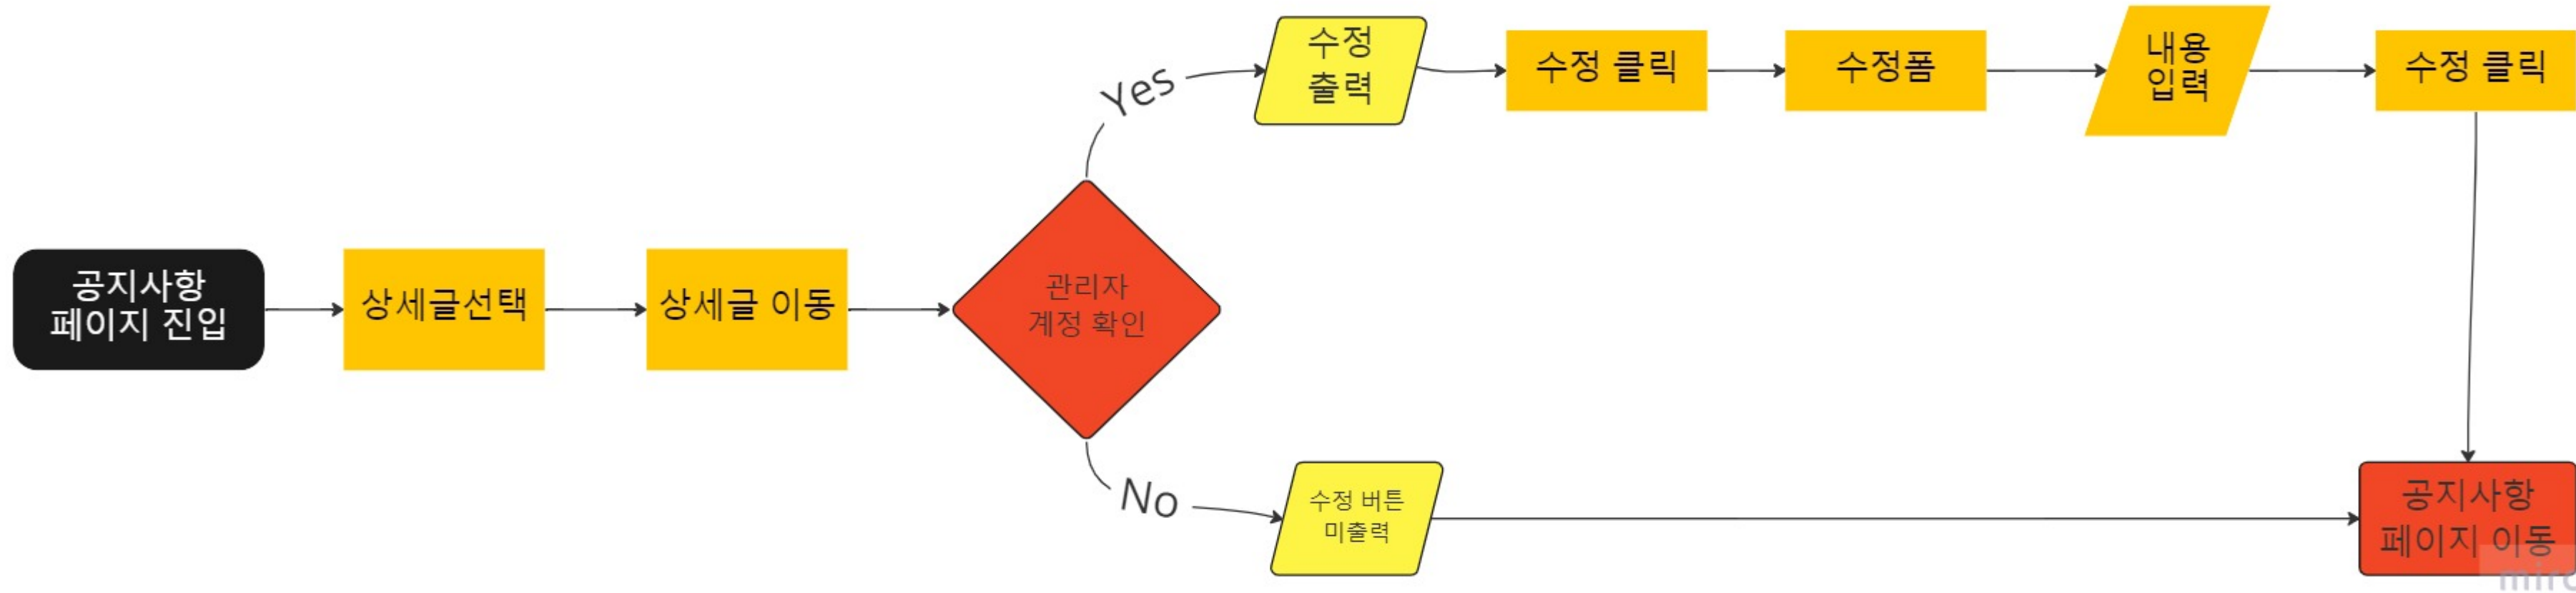 공지사항
페이지 진입
상세글선택
상세글 이동
관리자
계정 확인
Yes
수정
출력
수정 클릭
수정폼
내용
입력
수정 클릭
No
수정 버튼
미출력
공지사항
페이지 이동
miro